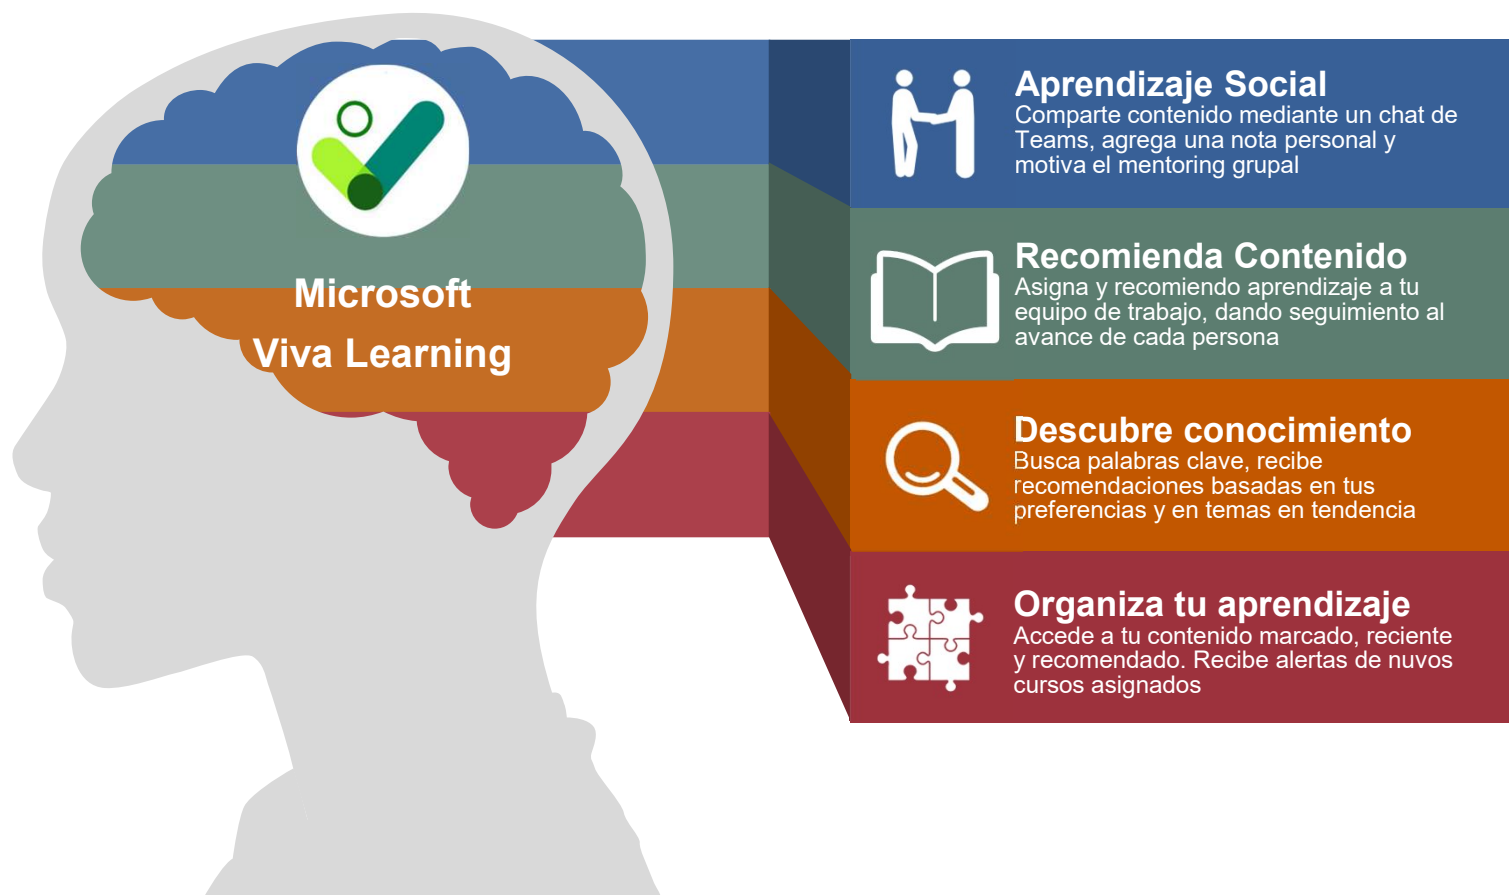 Microsoft
Viva Learning
Aprendizaje Social
Comparte contenido mediante un chat de
Teams, agrega una nota personal y
motiva el mentoring grupal
Recomienda Contenido
Asigna y recomiendo aprendizaje a tu
equipo de trabajo, dando seguimiento al
avance de cada persona
Descubre conocimiento
Busca palabras clave, recibe
recomendaciones basadas en tus
preferencias y en temas en tendencia
Organiza tu aprendizaje
Accede a tu contenido marcado, reciente
y recomendado. Recibe alertas de nuvos
cursos asignados